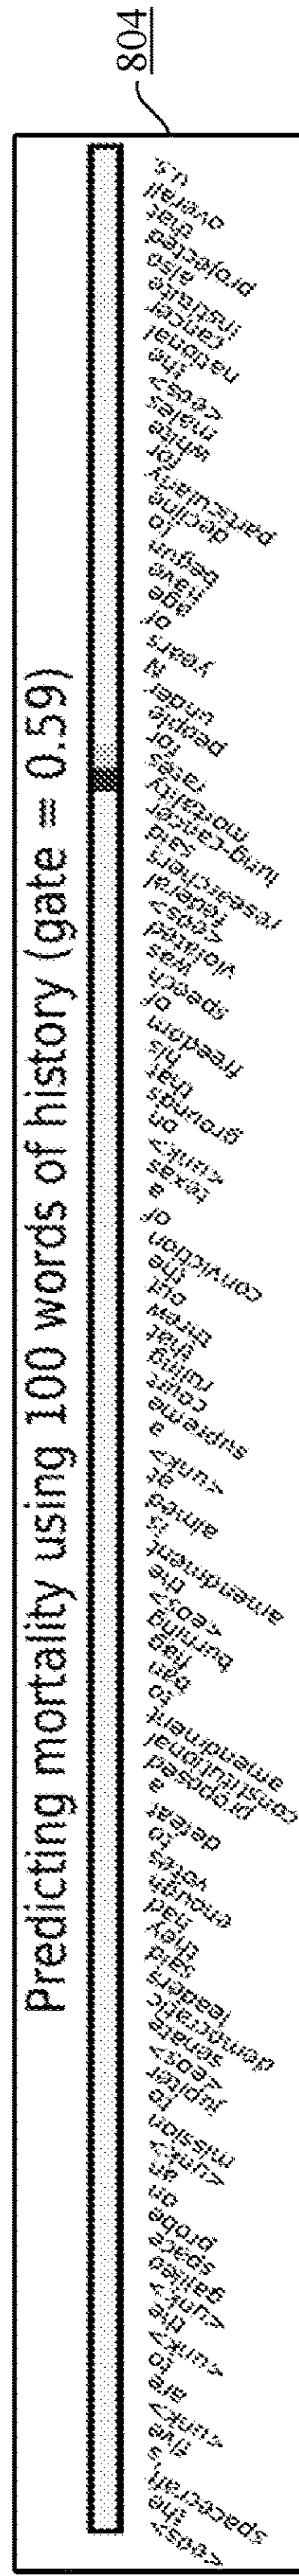 Predicting mortality using 100 words of history (gate = 0.59)
804
<eos> the spacecraft 's five <unk> are to <unk> the <unk> galileo space probe on an <unk> mission to jupiter <eos> senate democratic leaders said they had enough votes to defeat a proposed constitutional amendment to ban flag burning <eos> the amendment is aimed at <unk> a supreme court ruling that threw out the conviction of a texas <unk> on grounds that his freedom of speech was violated <eos> federal researchers said lung-cancer mortality rates for people under N years of age have begun to decline particularly for white males <eos> the national cancer institute also projected that overall u.s.